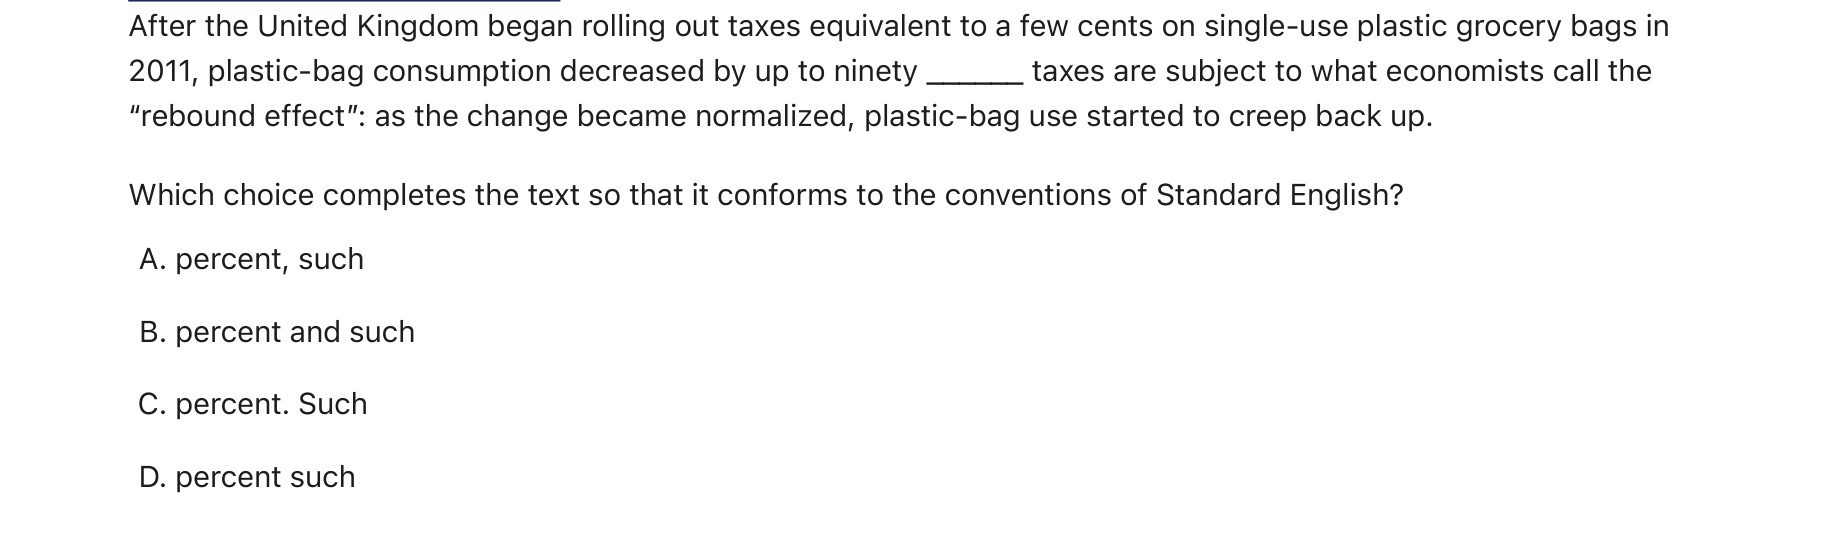 After the United Kingdom began rolling out taxes equivalent to a few cents on single-use plastic grocery bags in
2011, plastic-bag consumption decreased by up to ninety ______ taxes are subject to what economists call the
“rebound effect”: as the change became normalized, plastic-bag use started to creep back up.
Which choice completes the text so that it conforms to the conventions of Standard English?
A. percent, such
B. percent and such
C. percent. Such
D. percent such